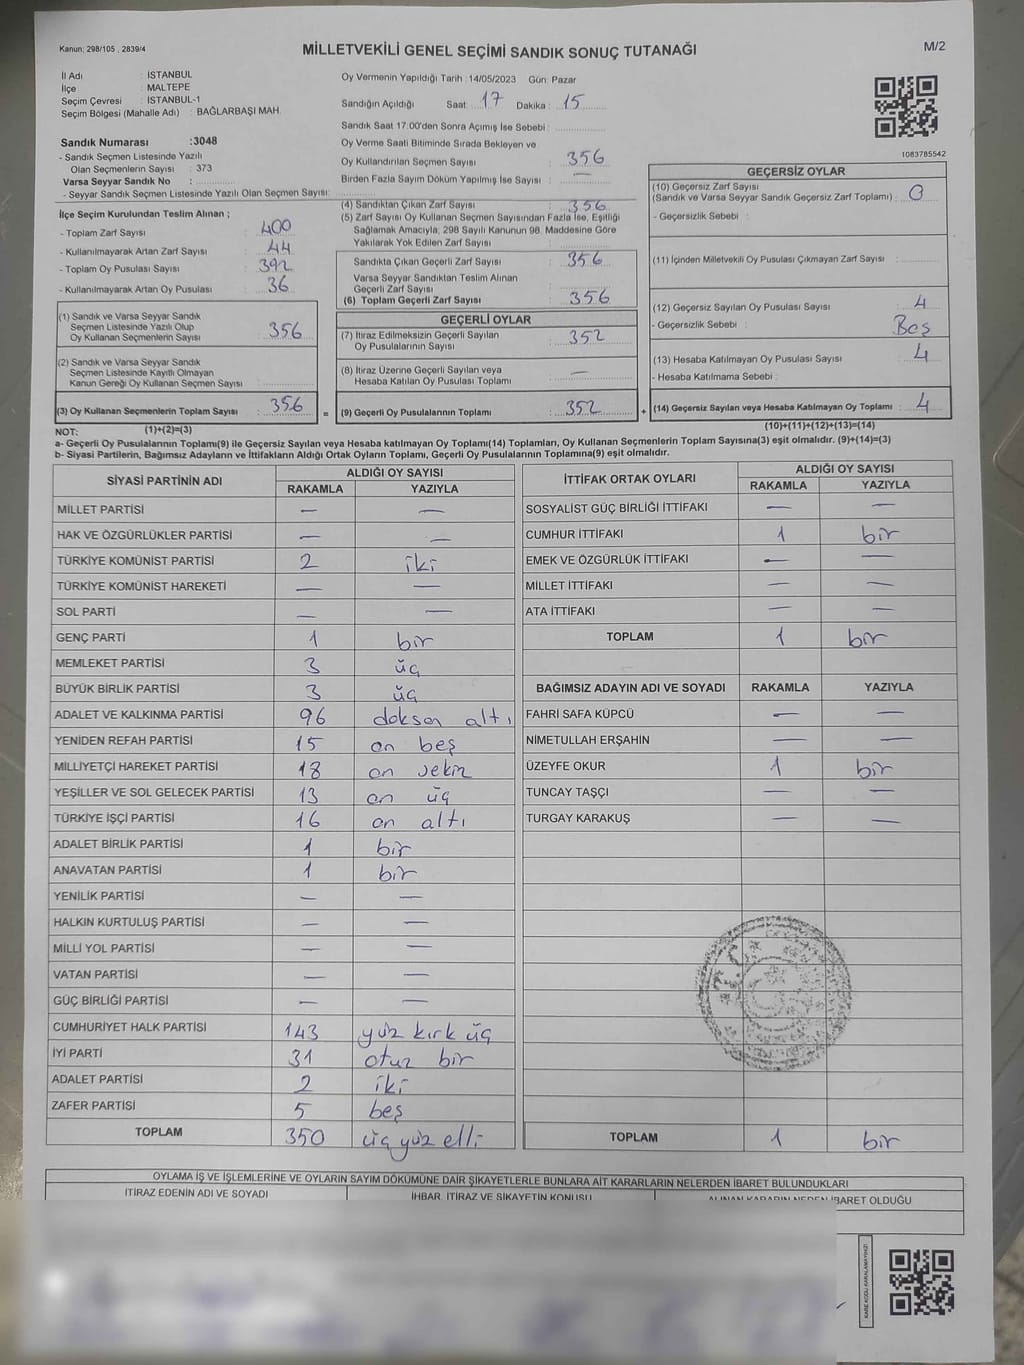 Kanun: 298/105 , 2839/4
MİLLETVEKİLİ GENEL SEÇİMİ SANDIK SONUÇ TUTANAĞI
M/2
İl Adı : İSTANBUL
İlçe : MALTEPE
Seçim Çevresi : İSTANBUL-1
Seçim Bölgesi (Mahalle Adı) : BAĞLARBAŞI MAH.
Oy Vermenin Yapıldığı Tarih : 14/05/2023 Gün: Pazar
Sandığın Açıldığı Saat: 17 Dakika : 15
Sandık Saat 17:00'den Sonra Açımış İse Sebebi :
Sandık Numarası :3048
- Sandık Seçmen Listesinde Yazılı
Olan Seçmenlerin Sayısı : 373
Varsa Seyyar Sandık No :
- Seyyar Sandık Seçmen Listesinde Yazılı Olan Seçmen Sayısı:
Oy Verme Saati Bitiminde Sırada Bekleyen ve
Oy Kullandırılan Seçmen Sayısı : 356
Birden Fazla Sayım Döküm Yapılmış İse Sayısı : —
1083785542
İlçe Seçim Kurulundan Teslim Alınan ;
- Toplam Zarf Sayısı : 400
- Kullanılmayarak Artan Zarf Sayısı : 44
- Toplam Oy Pusulası Sayısı : 392
- Kullanılmayarak Artan Oy Pusulası : 36
(4) Sandıktan Çıkan Zarf Sayısı : 356
(5) Zarf Sayısı Oy Kullanan Seçmen Sayısından Fazla İse, Eşitliği
Sağlamak Amacıyla, 298 Sayılı Kanunun 98. Maddesine Göre
Yakılarak Yok Edilen Zarf Sayısı :
Sandıkta Çıkan Geçerli Zarf Sayısı : 356
Varsa Seyyar Sandıktan Teslim Alınan
Geçerli Zarf Sayısı :
(6) Toplam Geçerli Zarf Sayısı : 356
GEÇERSİZ OYLAR
(10) Geçersiz Zarf Sayısı
(Sandık ve Varsa Seyyar Sandık Geçersiz Zarf Toplamı) : 0
- Geçersizlik Sebebi :
(11) İçinden Milletvekili Oy Pusulası Çıkmayan Zarf Sayısı :
(12) Geçersiz Sayılan Oy Pusulası Sayısı : 4
- Geçersizlik Sebebi : Boş
(13) Hesaba Katılmayan Oy Pusulası Sayısı : 4
- Hesaba Katılmama Sebebi :
(14) Geçersiz Sayılan veya Hesaba Katılmayan Oy Toplamı : 4
(10)+(11)+(12)+(13)=(14)
(1) Sandık ve Varsa Seyyar Sandık
Seçmen Listesinde Yazılı Olup
Oy Kullanan Seçmenlerin Sayısı : 356
(2) Sandık ve Varsa Seyyar Sandık
Seçmen Listesinde Kayıtlı Olmayan
Kanun Gereği Oy Kullanan Seçmen Sayısı :
(3) Oy Kullanan Seçmenlerin Toplam Sayısı : 356 =
GEÇERLİ OYLAR
(7) İtiraz Edilmeksizin Geçerli Sayılan
Oy Pusulalarının Sayısı : 352
(8) İtiraz Üzerine Geçerli Sayılan veya
Hesaba Katılan Oy Pusulası Toplamı : —
(9) Geçerli Oy Pusulalarının Toplamı : 352 +
NOT: (1)+(2)=(3)
a- Geçerli Oy Pusulalarının Toplamı(9) ile Geçersiz Sayılan veya Hesaba katılmayan Oy Toplamı(14) Toplamları, Oy Kullanan Seçmenlerin Toplam Sayısına(3) eşit olmalıdır. (9)+(14)=(3)
b- Siyasi Partilerin, Bağımsız Adayların ve İttifakların Aldığı Ortak Oyların Toplamı, Geçerli Oy Pusulalarının Toplamına(9) eşit olmalıdır.
SİYASİ PARTİNİN ADI ALDIĞI OY SAYISI
RAKAMLA YAZIYLA
MİLLET PARTİSİ — —
HAK VE ÖZGÜRLÜKLER PARTİSİ — —
TÜRKİYE KOMÜNİST PARTİSİ 2 iki
TÜRKİYE KOMÜNİST HAREKETİ — —
SOL PARTİ — —
GENÇ PARTİ 1 bir
MEMLEKET PARTİSİ 3 üç
BÜYÜK BİRLİK PARTİSİ 3 üç
ADALET VE KALKINMA PARTİSİ 96 doksan altı
YENİDEN REFAH PARTİSİ 15 on beş
MİLLİYETÇİ HAREKET PARTİSİ 18 on sekiz
YEŞİLLER VE SOL GELECEK PARTİSİ 13 on üç
TÜRKİYE İŞÇİ PARTİSİ 16 on altı
ADALET BİRLİK PARTİSİ 1 bir
ANAVATAN PARTİSİ 1 bir
YENİLİK PARTİSİ — —
HALKIN KURTULUŞ PARTİSİ — —
MİLLİ YOL PARTİSİ — —
VATAN PARTİSİ — —
GÜÇ BİRLİĞİ PARTİSİ — —
CUMHURİYET HALK PARTİSİ 143 yüz kırk üç
İYİ PARTİ 31 otuz bir
ADALET PARTİSİ 2 iki
ZAFER PARTİSİ 5 beş
TOPLAM 350 üç yüz elli
İTTİFAK ORTAK OYLARI ALDIĞI OY SAYISI
RAKAMLA YAZIYLA
SOSYALİST GÜÇ BİRLİĞİ İTTİFAKI — —
CUMHUR İTTİFAKI 1 bir
EMEK VE ÖZGÜRLÜK İTTİFAKI — —
MİLLET İTTİFAKI — —
ATA İTTİFAKI — —
TOPLAM 1 bir
BAĞIMSIZ ADAYIN ADI VE SOYADI RAKAMLA YAZIYLA
FAHRİ SAFA KÜPCÜ — —
NİMETULLAH ERŞAHİN — —
ÜZEYFE OKUR 1 bir
TUNCAY TAŞÇI — —
TURGAY KARAKUŞ — —
TOPLAM 1 bir
OYLAMA İŞ VE İŞLEMLERİNE VE OYLARIN SAYIM DÖKÜMÜNE DAİR ŞİKAYETLERLE BUNLARA AİT KARARLARIN NELERDEN İBARET BULUNDUKLARI
İTİRAZ EDENİN ADI VE SOYADI İHBAR, İTİRAZ VE ŞİKAYETİN KONUSU ALINAN KARARIN NEDEN İBARET OLDUĞU
KARE KODU KARALAMAYINIZ!